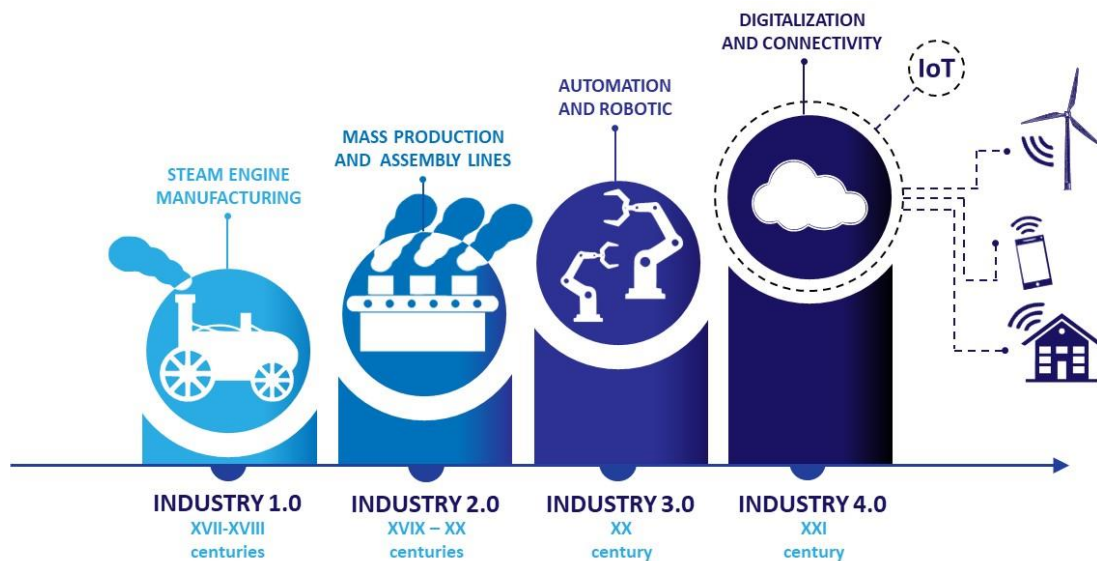 STEAM ENGINE
MANUFACTURING
MASS PRODUCTION
AND ASSEMBLY LINES
AUTOMATION
AND ROBOTIC
DIGITALIZATION
AND CONNECTIVITY
IoT
INDUSTRY 1.0
XVII-XVIII
centuries
INDUSTRY 2.0
XVIX – XX
centuries
INDUSTRY 3.0
XX
century
INDUSTRY 4.0
XXI
century